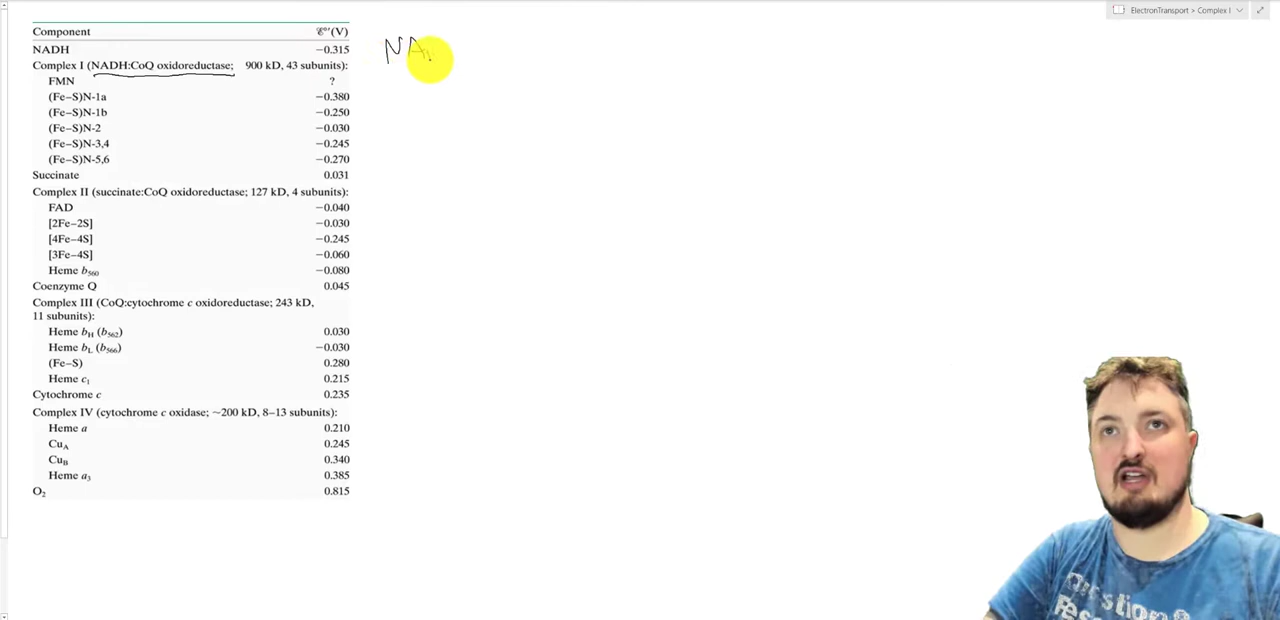 ElectronTransport > Complex I
Component ℰ°′(V)
NADH −0.315
Complex I (NADH:CoQ oxidoreductase; 900 kD, 43 subunits):
FMN ?
(Fe–S)N-1a −0.380
(Fe–S)N-1b −0.250
(Fe–S)N-2 −0.030
(Fe–S)N-3,4 −0.245
(Fe–S)N-5,6 −0.270
Succinate 0.031
Complex II (succinate:CoQ oxidoreductase; 127 kD, 4 subunits):
FAD −0.040
[2Fe–2S] −0.030
[4Fe–4S] −0.245
[3Fe–4S] −0.060
Heme b560 −0.080
Coenzyme Q 0.045
Complex III (CoQ:cytochrome c oxidoreductase; 243 kD,
11 subunits):
Heme bH (b562) 0.030
Heme bL (b566) −0.030
(Fe–S) 0.280
Heme c1 0.215
Cytochrome c 0.235
Complex IV (cytochrome c oxidase; ~200 kD, 8–13 subunits):
Heme a 0.210
CuA 0.245
CuB 0.340
Heme a3 0.385
O2 0.815
NA